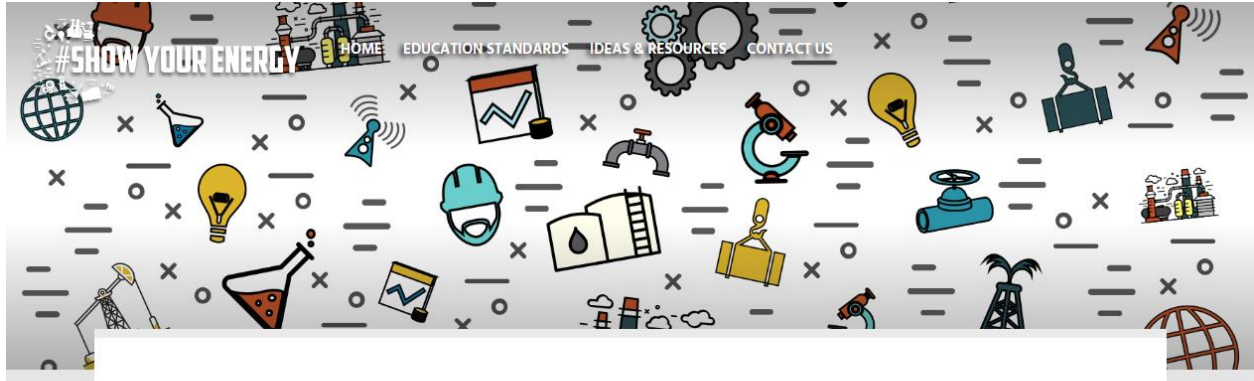 #SHOW YOUR ENERGY
HOME EDUCATION STANDARDS IDEAS & RESOURCES CONTACT US